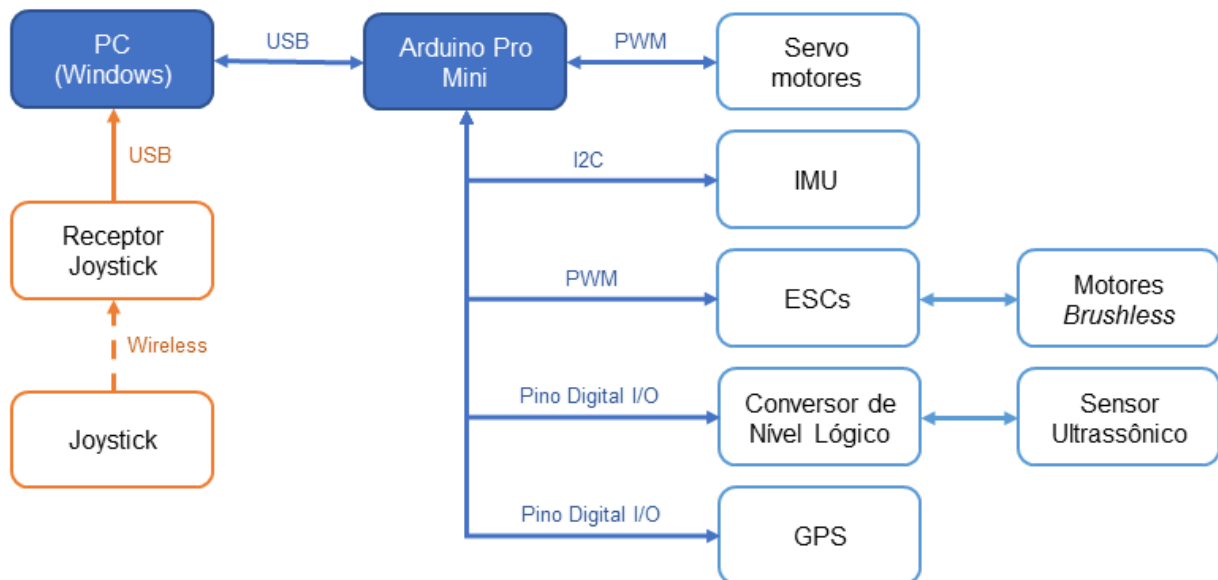 PC
(Windows)
USB
Arduino Pro
Mini
PWM
Servo
motores
I2C
IMU
USB
Receptor
Joystick
PWM
ESCs
Motores
Brushless
Wireless
Joystick
Pino Digital I/O
Conversor de
Nível Lógico
Sensor
Ultrassônico
Pino Digital I/O
GPS